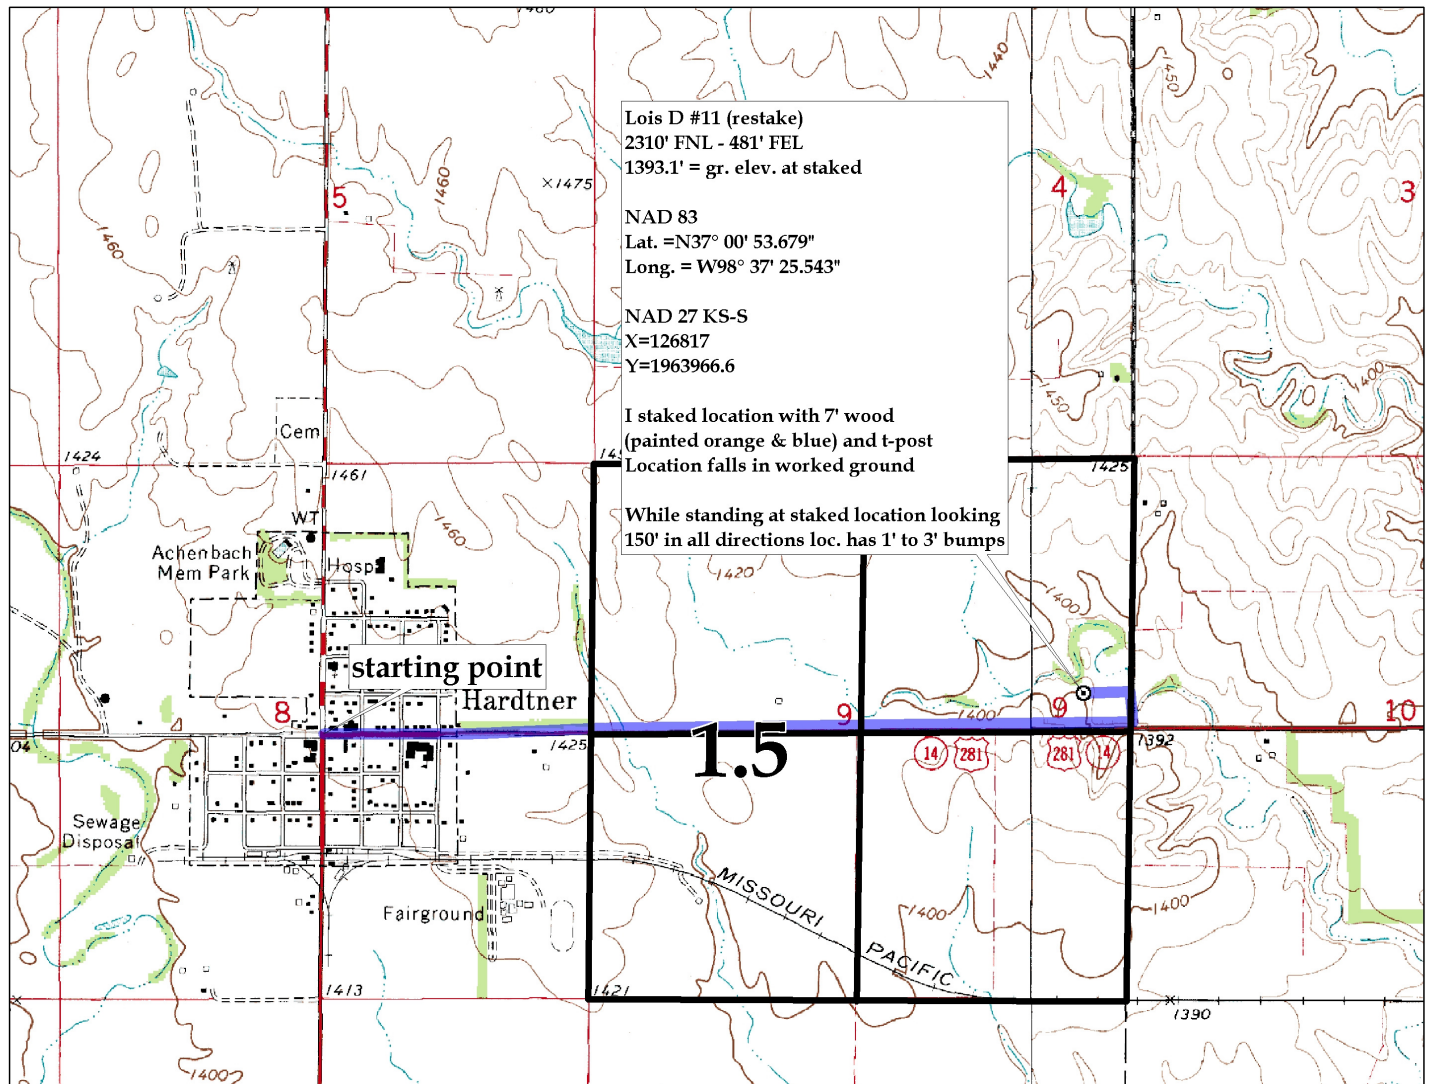 1460
1440
1450
Lois D #11 (restake)
2310' FNL - 481' FEL
1393.1' = gr. elev. at staked
NAD 83
Lat. =N37° 00' 53.679"
Long. = W98° 37' 25.543"
NAD 27 KS-S
X=126817
Y=1963966.6
I staked location with 7' wood
(painted orange & blue) and t-post
Location falls in worked ground
While standing at staked location looking
150' in all directions loc. has 1' to 3' bumps
×1475
1460
5
4
3
1460
1400
1450
Cem
1424
1461
1425
WT
1460
Achenbach
Mem Park
Hosp
1420
1400
starting point
Hardtner
8
9
9
10
1400
04
1425
1.5
14
281
281
14
1392
Sewage
Disposal
MISSOURI
PACIFIC
Fairground
1400
1400
1413
1421
1390
1400